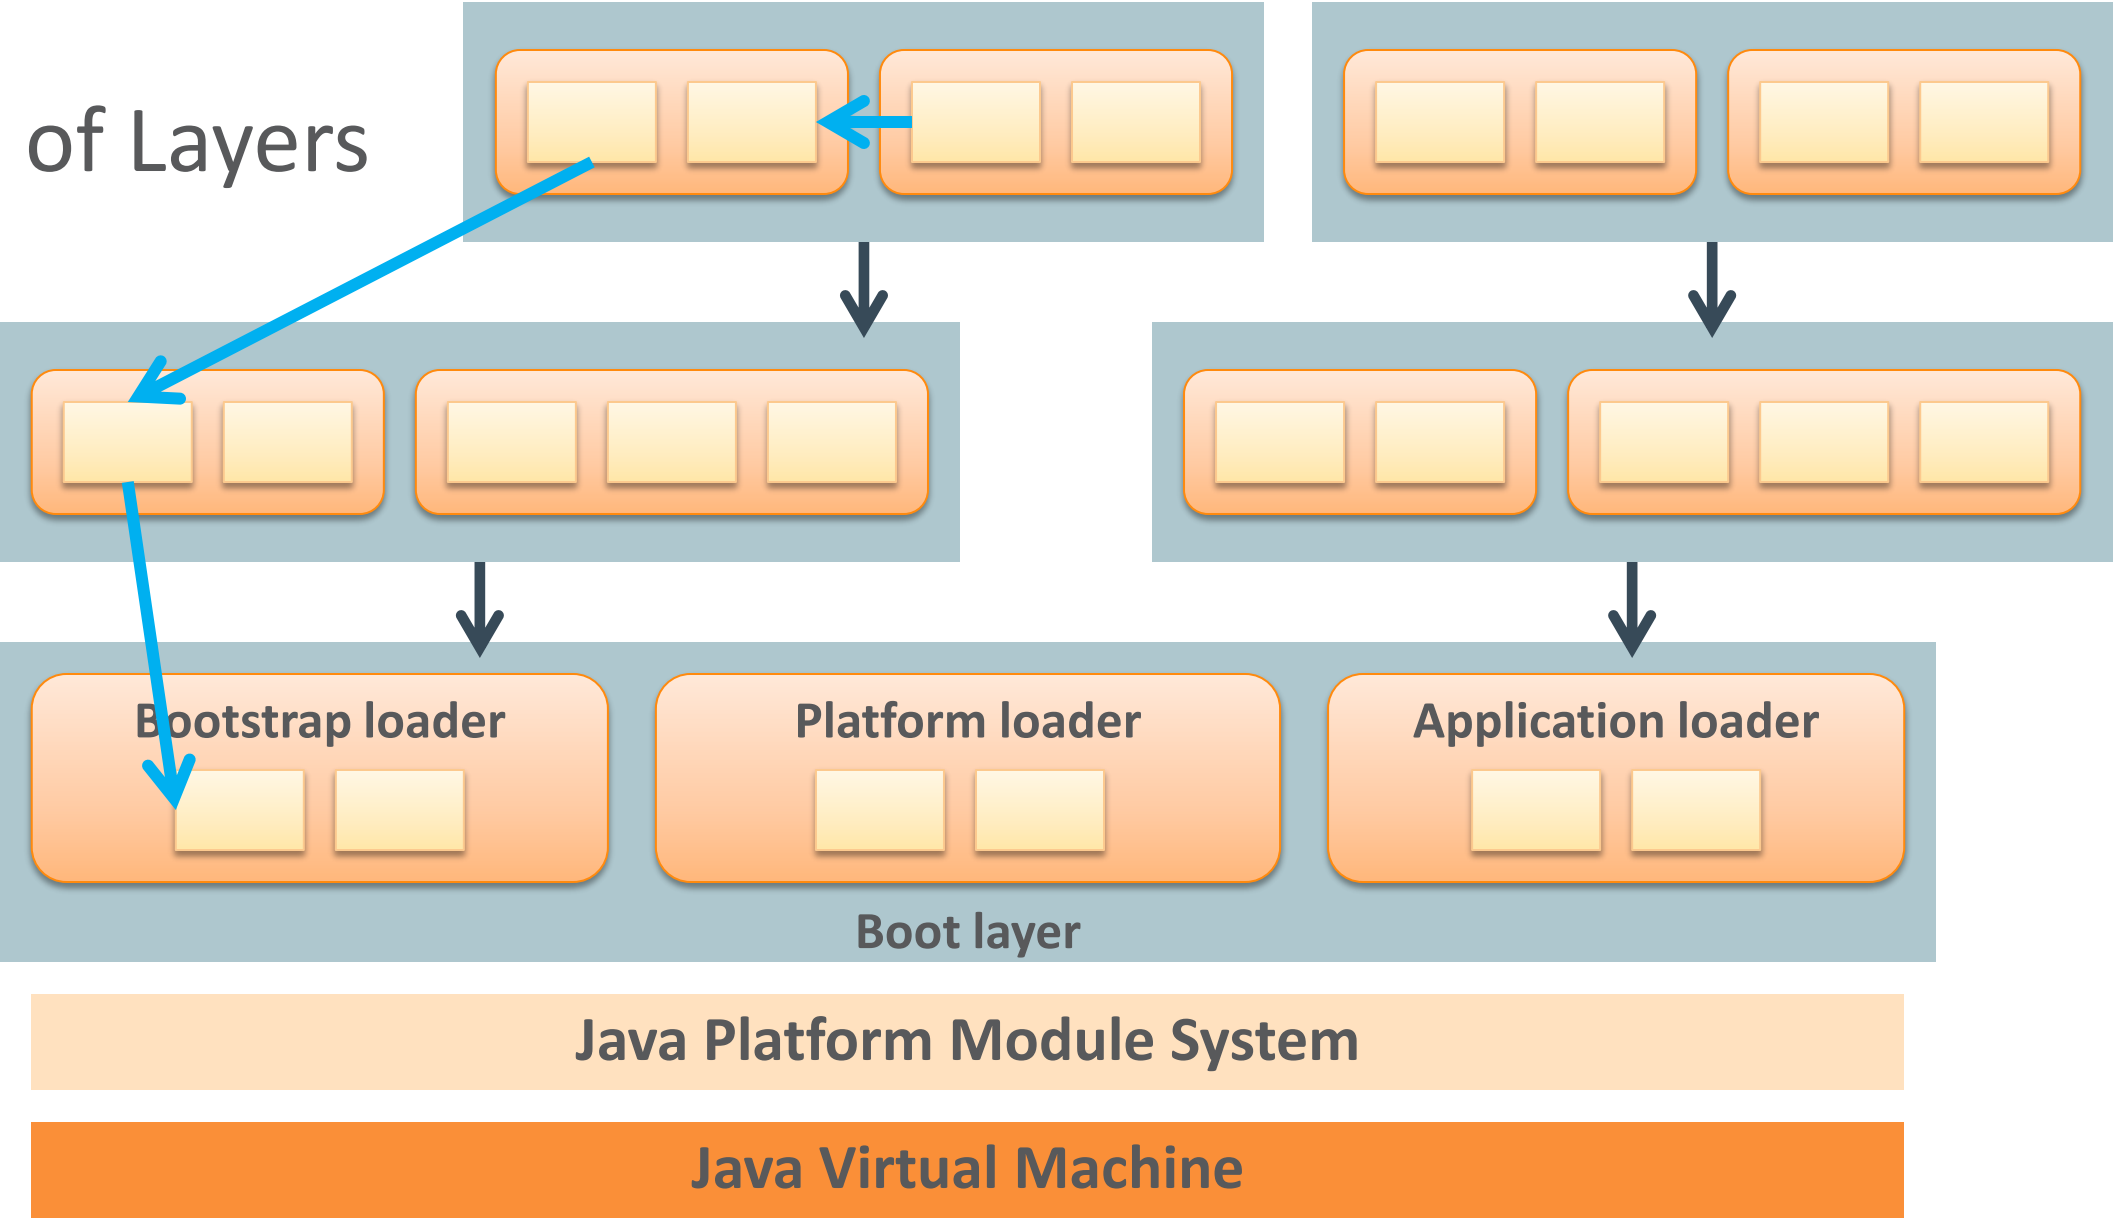 of Layers
Bootstrap loader
Platform loader
Application loader
Boot layer
Java Platform Module System
Java Virtual Machine